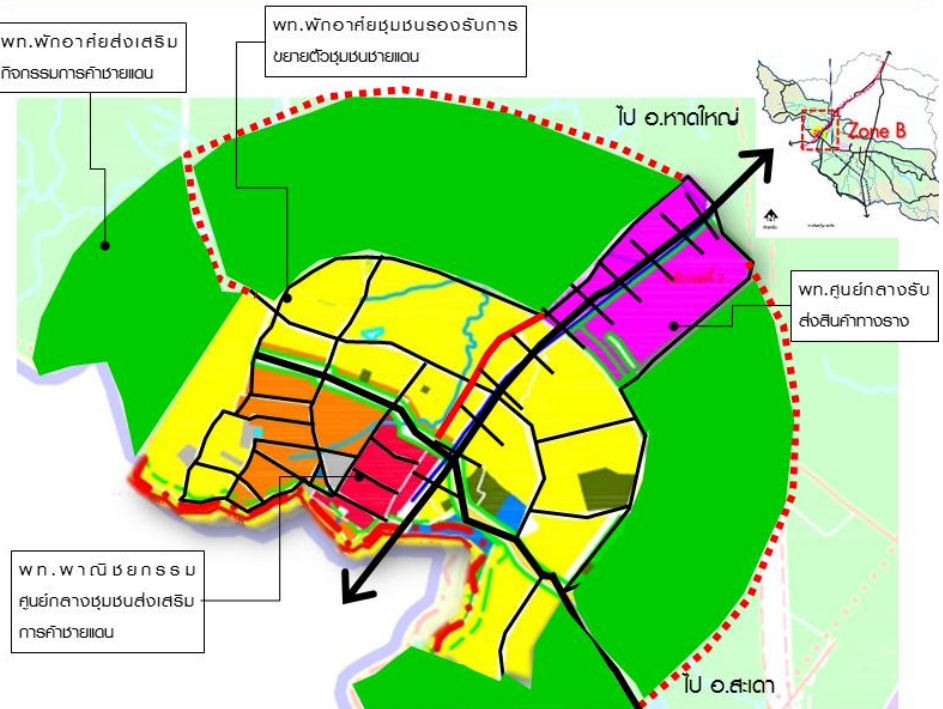 พท.พักอาศัยส่งเสริม
กิจกรรมการค้าชายแดน
พท.พักอาศัยชุมชนรองรับการ
ขยายตัวชุมชนชายแดน
ไป อ.หาดใหญ่
Zone B
พท.ศูนย์กลางรับ
ส่งสินค้าทางราง
พท.พาณิชยกรรม
ศูนย์กลางชุมชนส่งเสริม
การค้าชายแดน
ไป อ.สะเดา